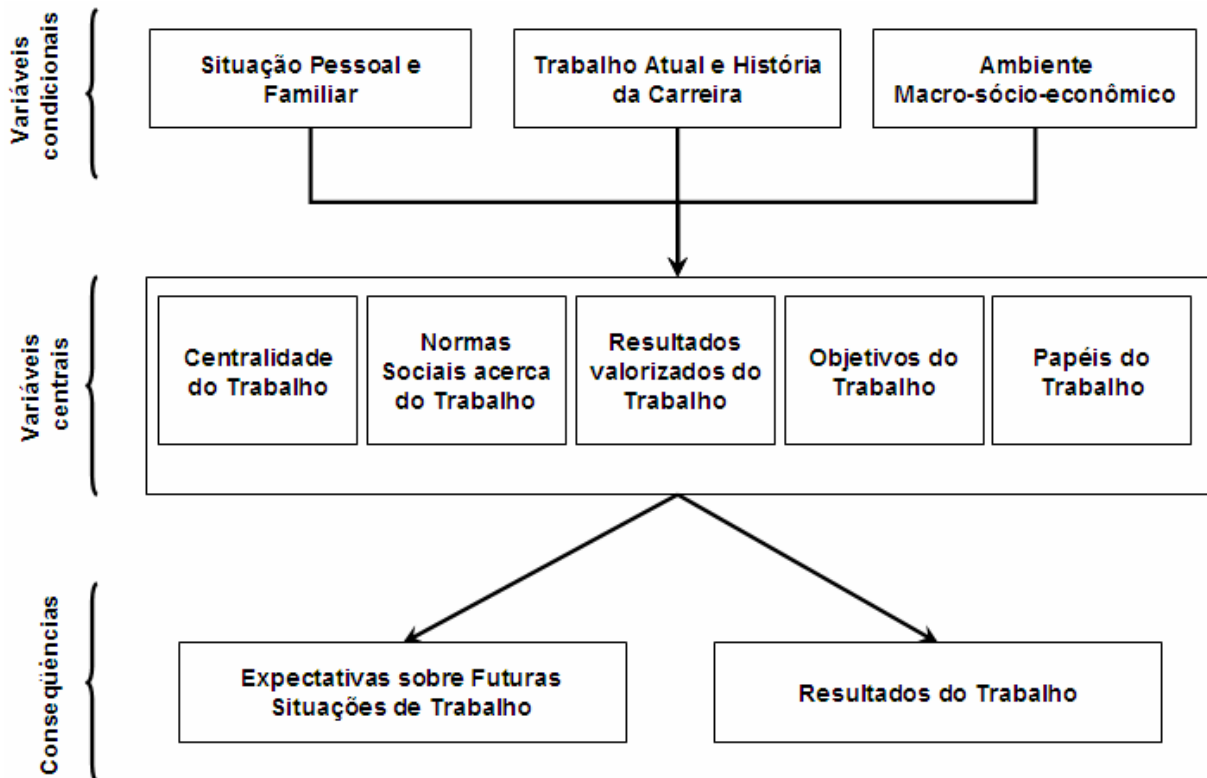 Variáveis
condicionais
Situação Pessoal e
Familiar
Trabalho Atual e História
da Carreira
Ambiente
Macro-sócio-econômico
Variáveis
centrais
Centralidade
do Trabalho
Normas
Sociais acerca
do Trabalho
Resultados
valorizados do
Trabalho
Objetivos do
Trabalho
Papéis do
Trabalho
Conseqüências
Expectativas sobre Futuras
Situações de Trabalho
Resultados do Trabalho